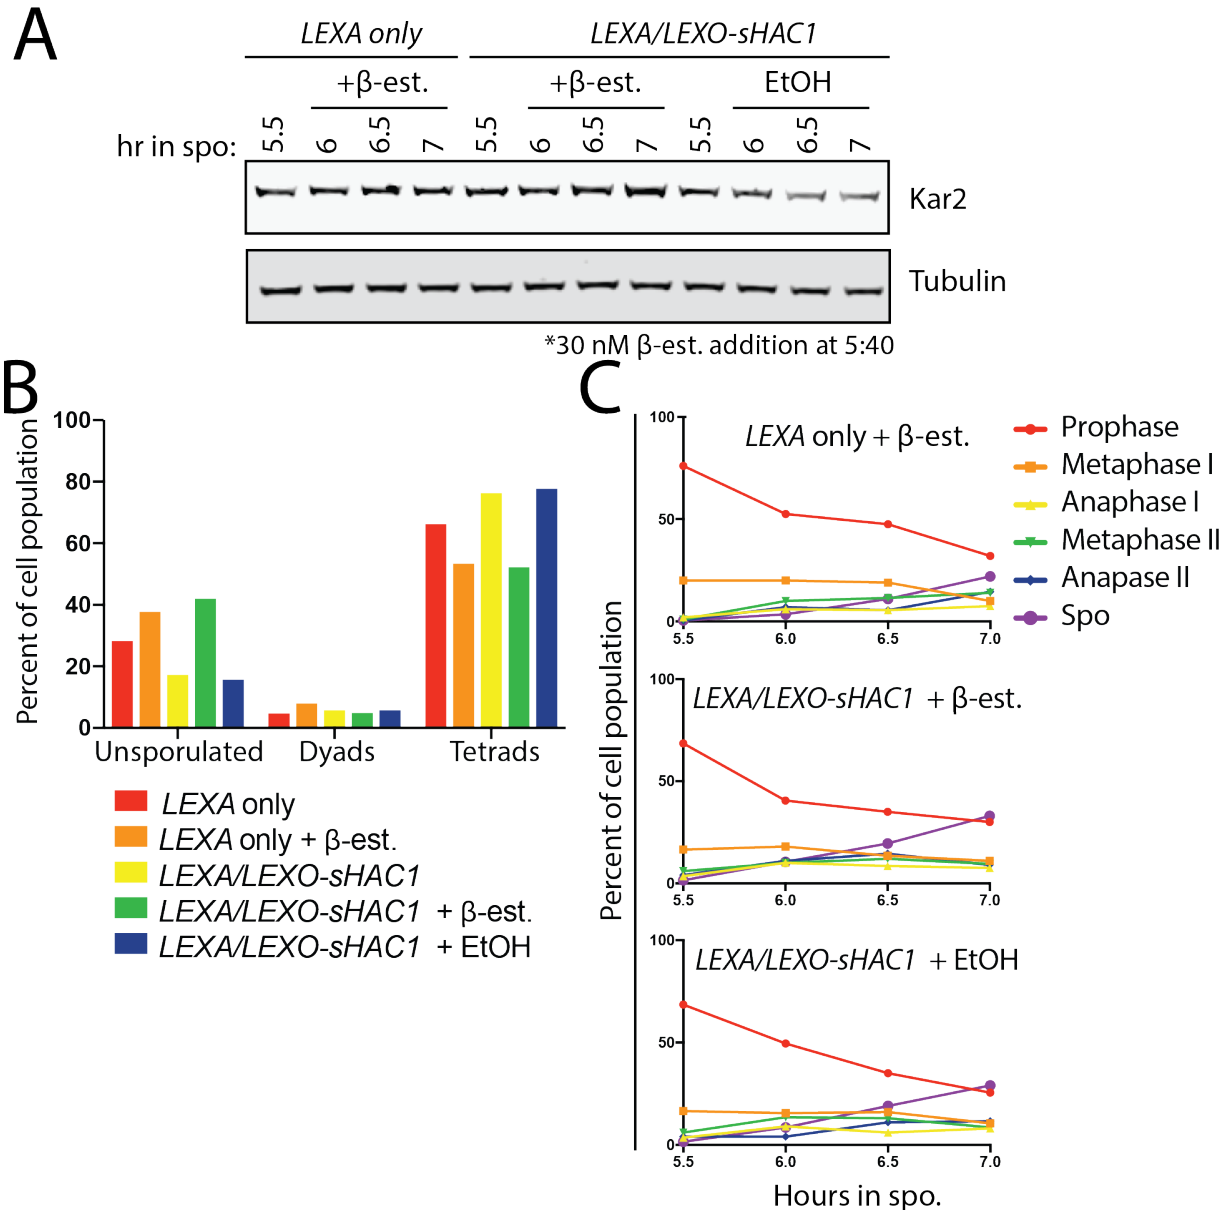 A
LEXA only
LEXA/LEXO-sHAC1
+β-est.
+β-est.
EtOH
hr in spo:
5.5
6
6.5
7
5.5
6
6.5
7
5.5
6
6.5
7
Kar2
Tubulin
*30 nM β-est. addition at 5:40
B
Percent of cell population
100
80
60
40
20
0
Unsporulated
Dyads
Tetrads
LEXA only
LEXA only + β-est.
LEXA/LEXO-sHAC1
LEXA/LEXO-sHAC1 + β-est.
LEXA/LEXO-sHAC1 + EtOH
C
Percent of cell population
LEXA only + β-est.
100
50
0
5.5
6.0
6.5
7.0
LEXA/LEXO-sHAC1 + β-est.
100
50
0
5.5
6.0
6.5
7.0
LEXA/LEXO-sHAC1 + EtOH
100
50
0
5.5
6.0
6.5
7.0
Hours in spo.
Prophase
Metaphase I
Anaphase I
Metaphase II
Anapase II
Spo